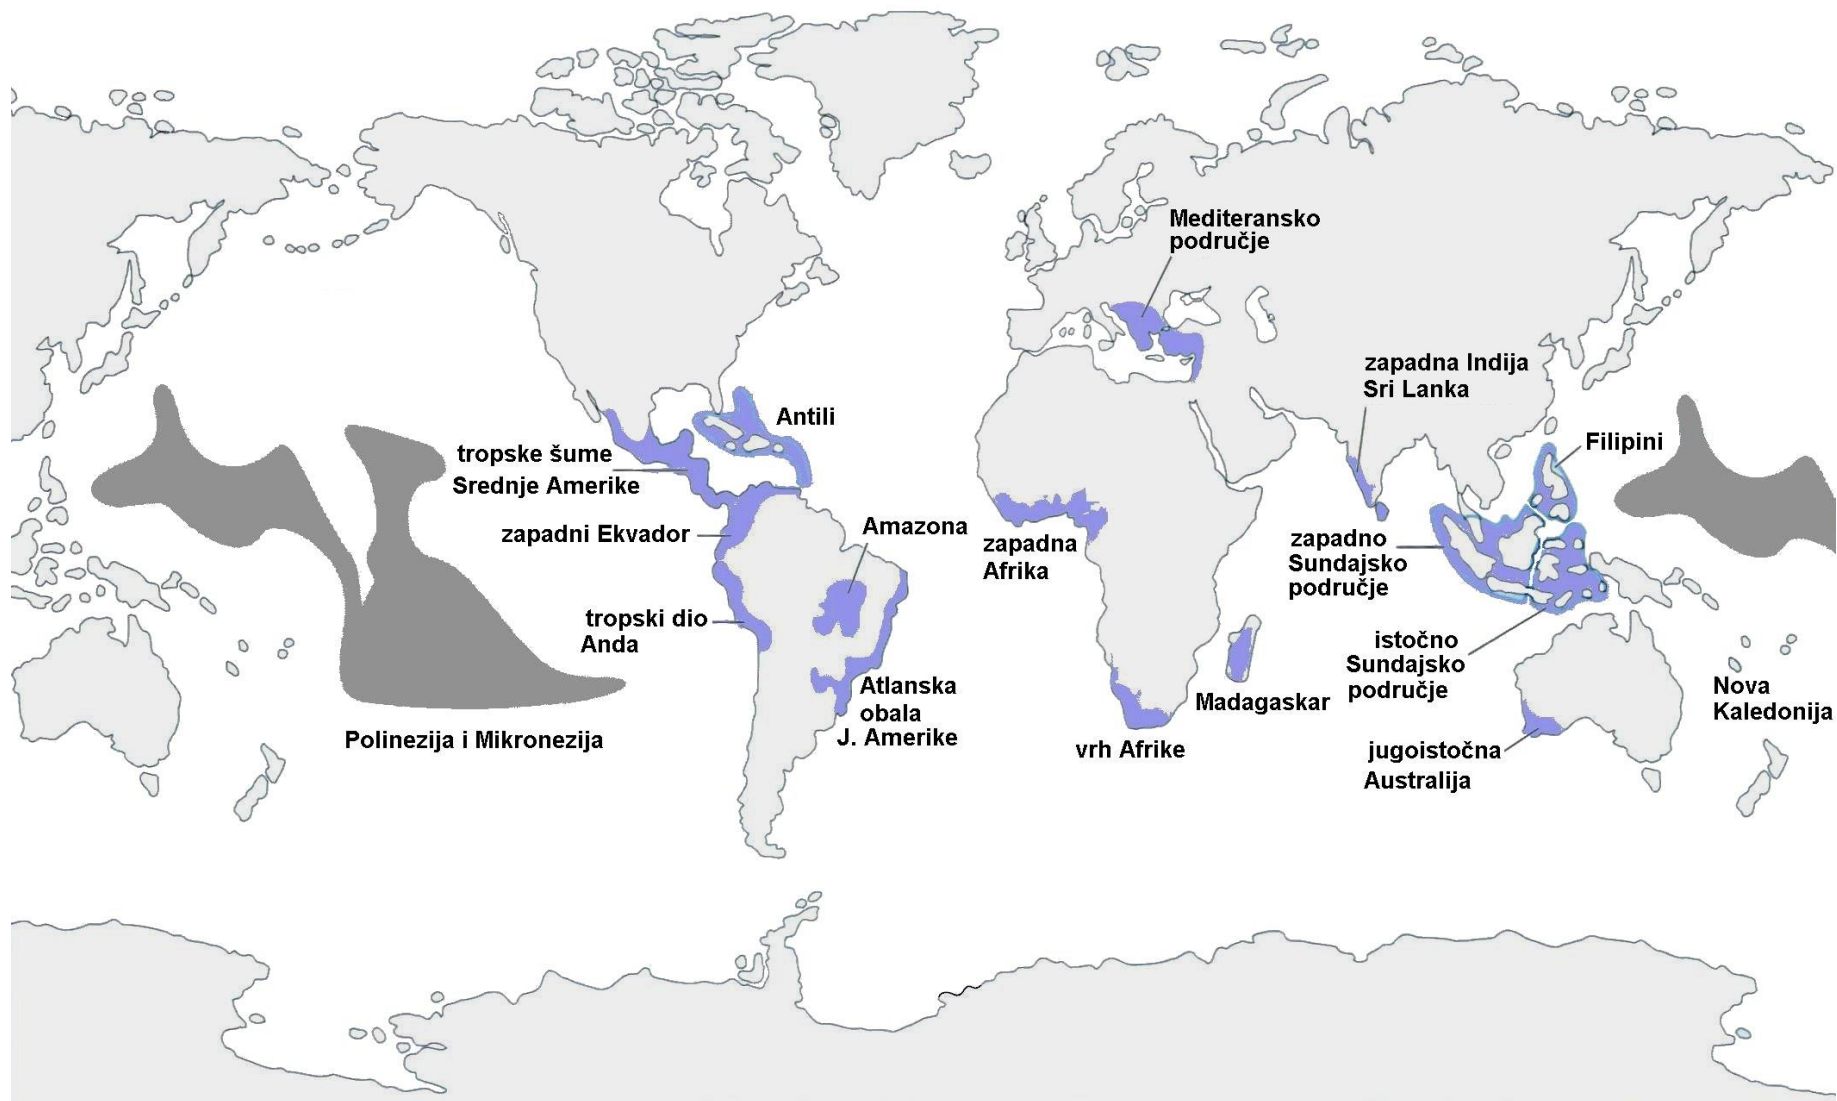 Mediteransko
područje
zapadna Indija
Sri Lanka
Antili
Filipini
tropske šume
Srednje Amerike
zapadni Ekvador
Amazona
zapadna
Afrika
zapadno
Sundajsko
područje
tropski dio
Anda
istočno
Sundajsko
područje
Atlanska
obala
J. Amerike
Madagaskar
Nova
Kaledonija
Polinezija i Mikronezija
vrh Afrike
jugoistočna
Australija